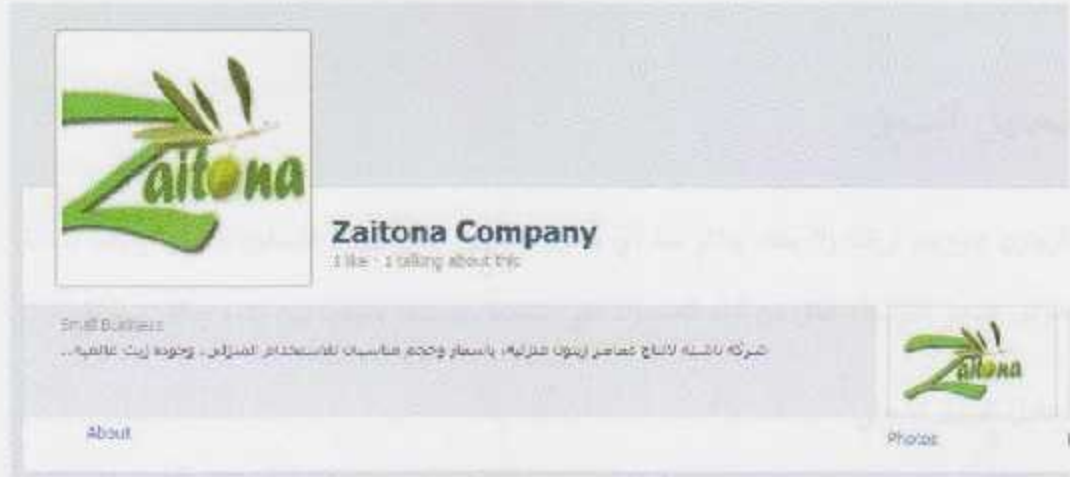 Zaitona
Zaitona Company
1 like · 1 talking about this
Small Business
شركة ناشئة لانتاج معاصر زيتون منزلية، باسعار وحجم مناسبان للاستخدام المنزلي، وجودة زيت عالمية..
Zaitona
About
Photos